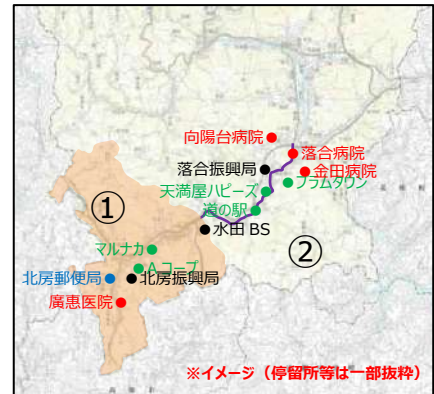 向陽台病院
落合病院
落合振興局
金田病院
天満屋ハピーズ
プラムタウン
道の駅
①
水田 BS
②
マルナカ
Aコープ
北房郵便局
北房振興局
廣恵医院
※イメージ（停留所等は一部抜粋）